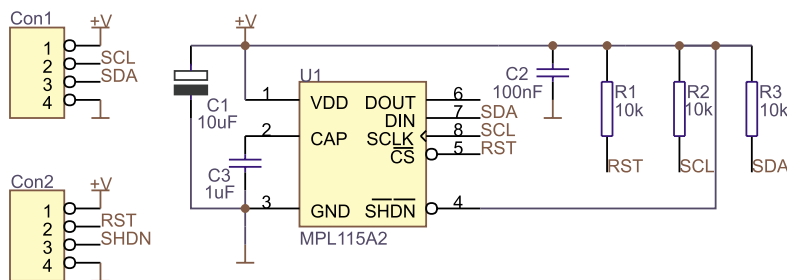 Con1
+V
1
2 SCL
3 SDA
4
Con2
+V
1
2 RST
3 SHDN
4
+V
C1
10uF
C3
1uF
U1
1 VDD DOUT 6
DIN 7 SDA
2 CAP SCLK 8 SCL
CS 5 RST
3 GND SHDN 4
MPL115A2
C2
100nF
R1
10k
RST
R2
10k
SCL
R3
10k
SDA